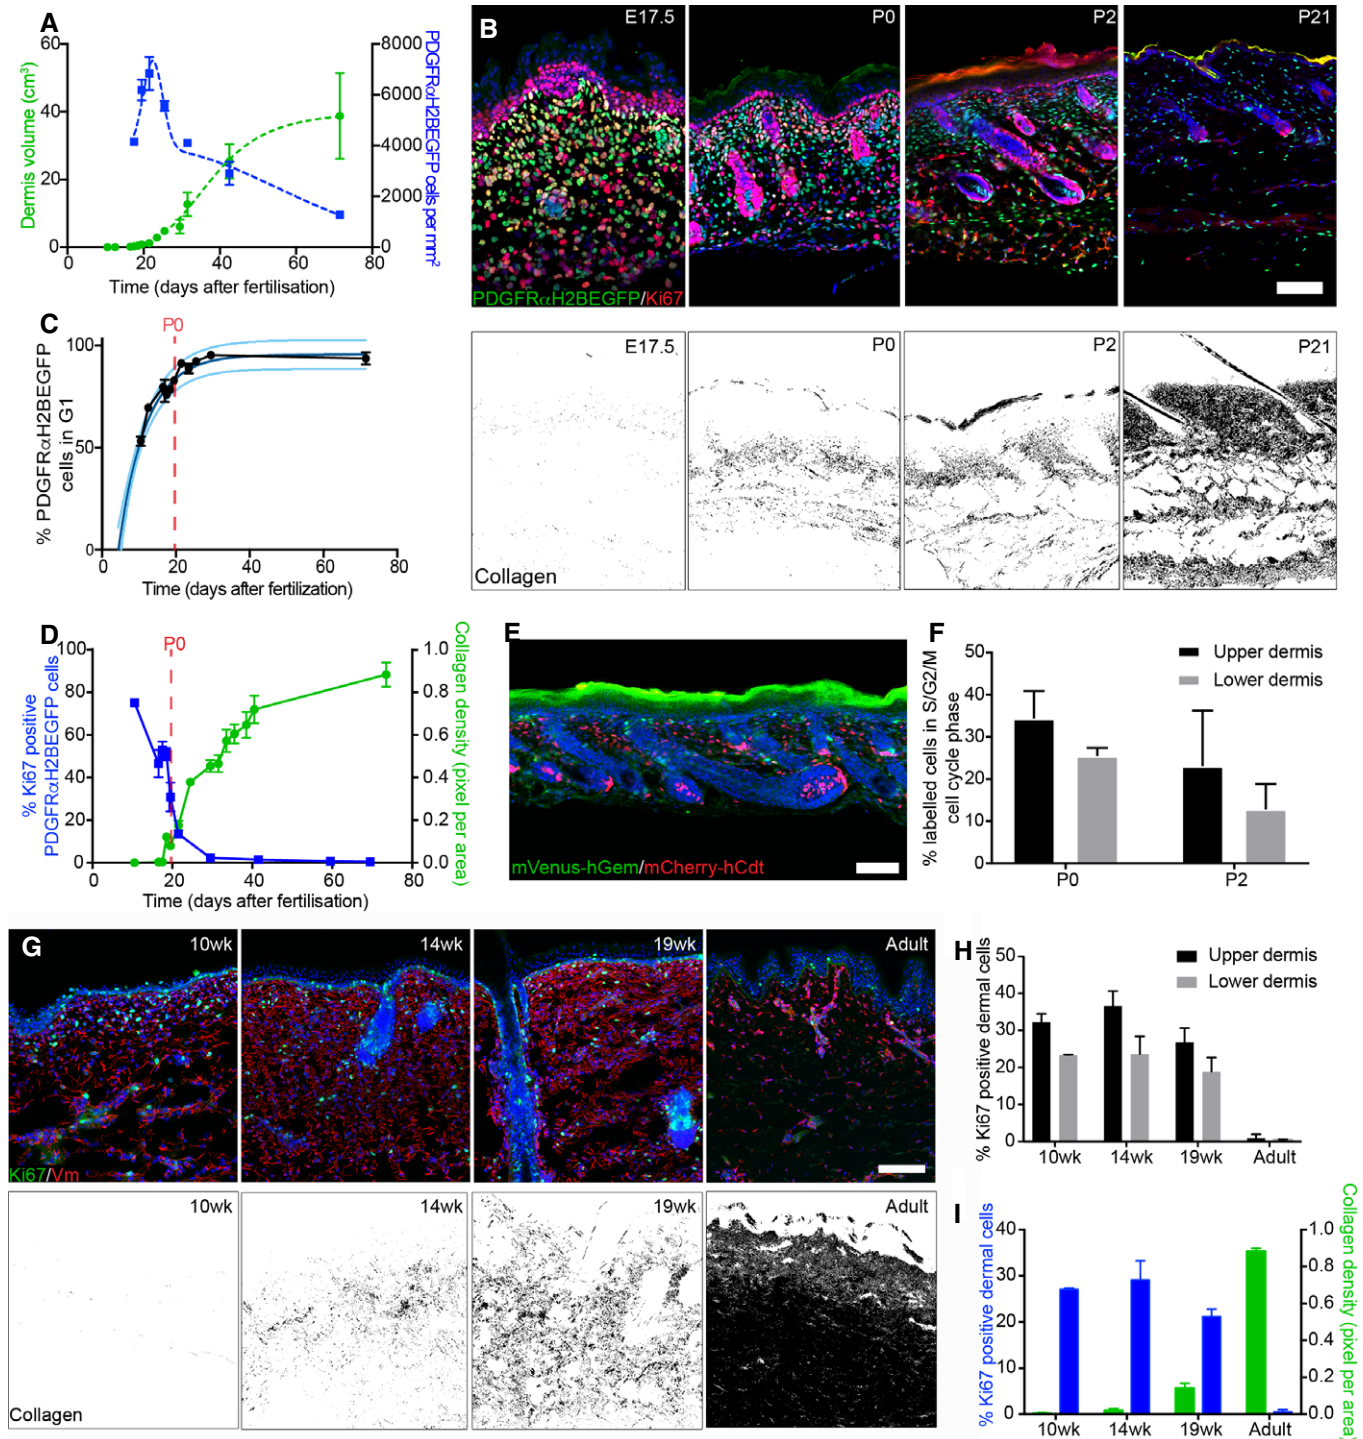 A
60
40
20
0
Dermis volume (cm³)
8000
6000
4000
2000
0
PDGFRαH2BEGFP cells per mm²
0
20
40
60
80
Time (days after fertilisation)
B
E17.5
P0
P2
P21
PDGFRαH2BEGFP/Ki67
E17.5
P0
P2
P21
Collagen
C
P0
100
50
0
% PDGFRαH2BEGFP
cells in G1
0
20
40
60
80
Time (days after fertilization)
D
P0
100
80
60
40
20
0
% Ki67 positive
PDGFRαH2BEGFP cells
1.0
0.8
0.6
0.4
0.2
0.0
Collagen density (pixel per area)
0
20
40
60
80
Time (days after fertilisation)
E
mVenus-hGem/mCherry-hCdt
F
50
40
30
20
10
0
% labelled cells in S/G2/M
cell cycle phase
Upper dermis
Lower dermis
P0
P2
G
10wk
14wk
19wk
Adult
Ki67/Vm
10wk
14wk
19wk
Adult
Collagen
H
50
40
30
20
10
0
% Ki67 positive dermal cells
Upper dermis
Lower dermis
10wk
14wk
19wk
Adult
I
40
30
20
10
0
% Ki67 positive dermal cells
1.0
0.8
0.6
0.4
0.2
0.0
Collagen density (pixel per area)
10wk
14wk
19wk
Adult